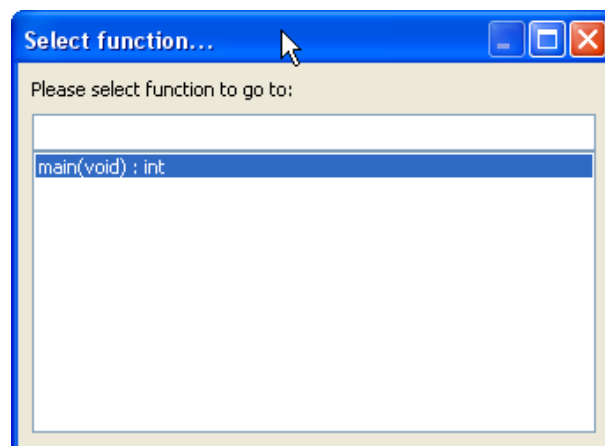 Select function...
Please select function to go to:
main(void) : int